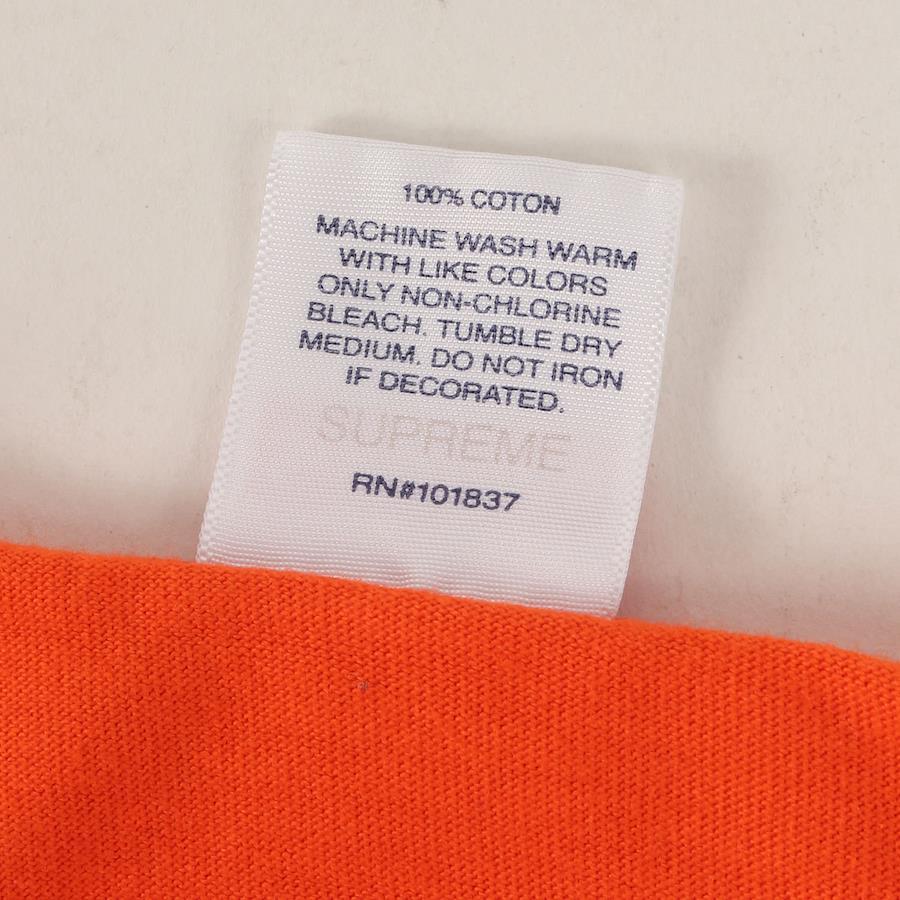 100% COTON
MACHINE WASH WARM
WITH LIKE COLORS
ONLY NON-CHLORINE
BLEACH. TUMBLE DRY
MEDIUM. DO NOT IRON
IF DECORATED.
SUPREME
RN#101837